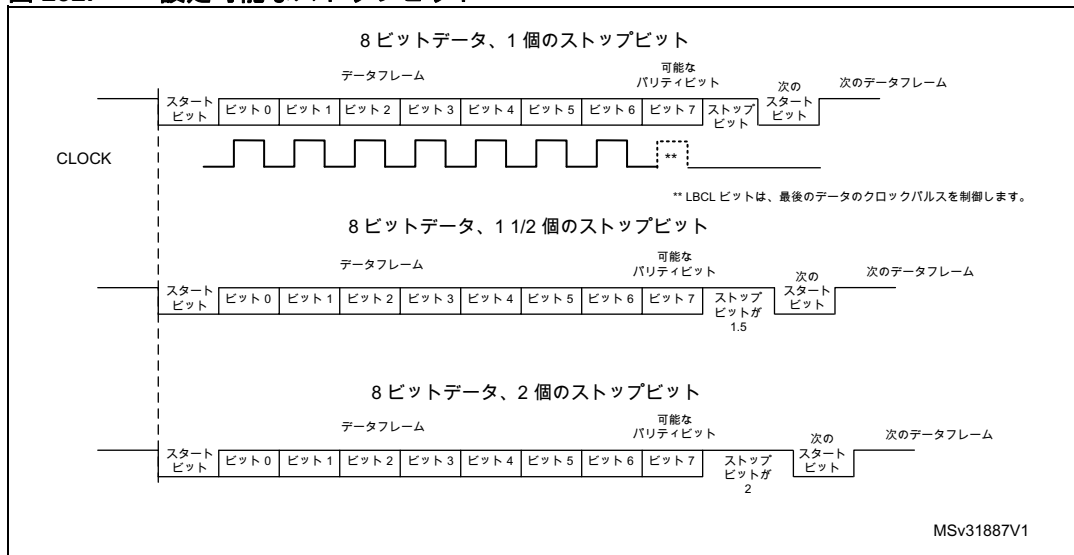 8 ビットデータ、1 個のストップビット
データフレーム
可能な
パリティビット
次の
スタート
ビット
次のデータフレーム
スタート
ビット
ビット 0
ビット 1
ビット 2
ビット 3
ビット 4
ビット 5
ビット 6
ビット 7
ストップ
ビット
CLOCK
**
** LBCL ビットは、最後のデータのクロックパルスを制御します。
8 ビットデータ、1 1/2 個のストップビット
データフレーム
可能な
パリティビット
次の
スタート
ビット
次のデータフレーム
スタート
ビット
ビット 0
ビット 1
ビット 2
ビット 3
ビット 4
ビット 5
ビット 6
ビット 7
ストップ
ビットが
1.5
8 ビットデータ、2 個のストップビット
データフレーム
可能な
パリティビット
次の
スタート
ビット
次のデータフレーム
スタート
ビット
ビット 0
ビット 1
ビット 2
ビット 3
ビット 4
ビット 5
ビット 6
ビット 7
ストップ
ビットが
2
MSv31887V1